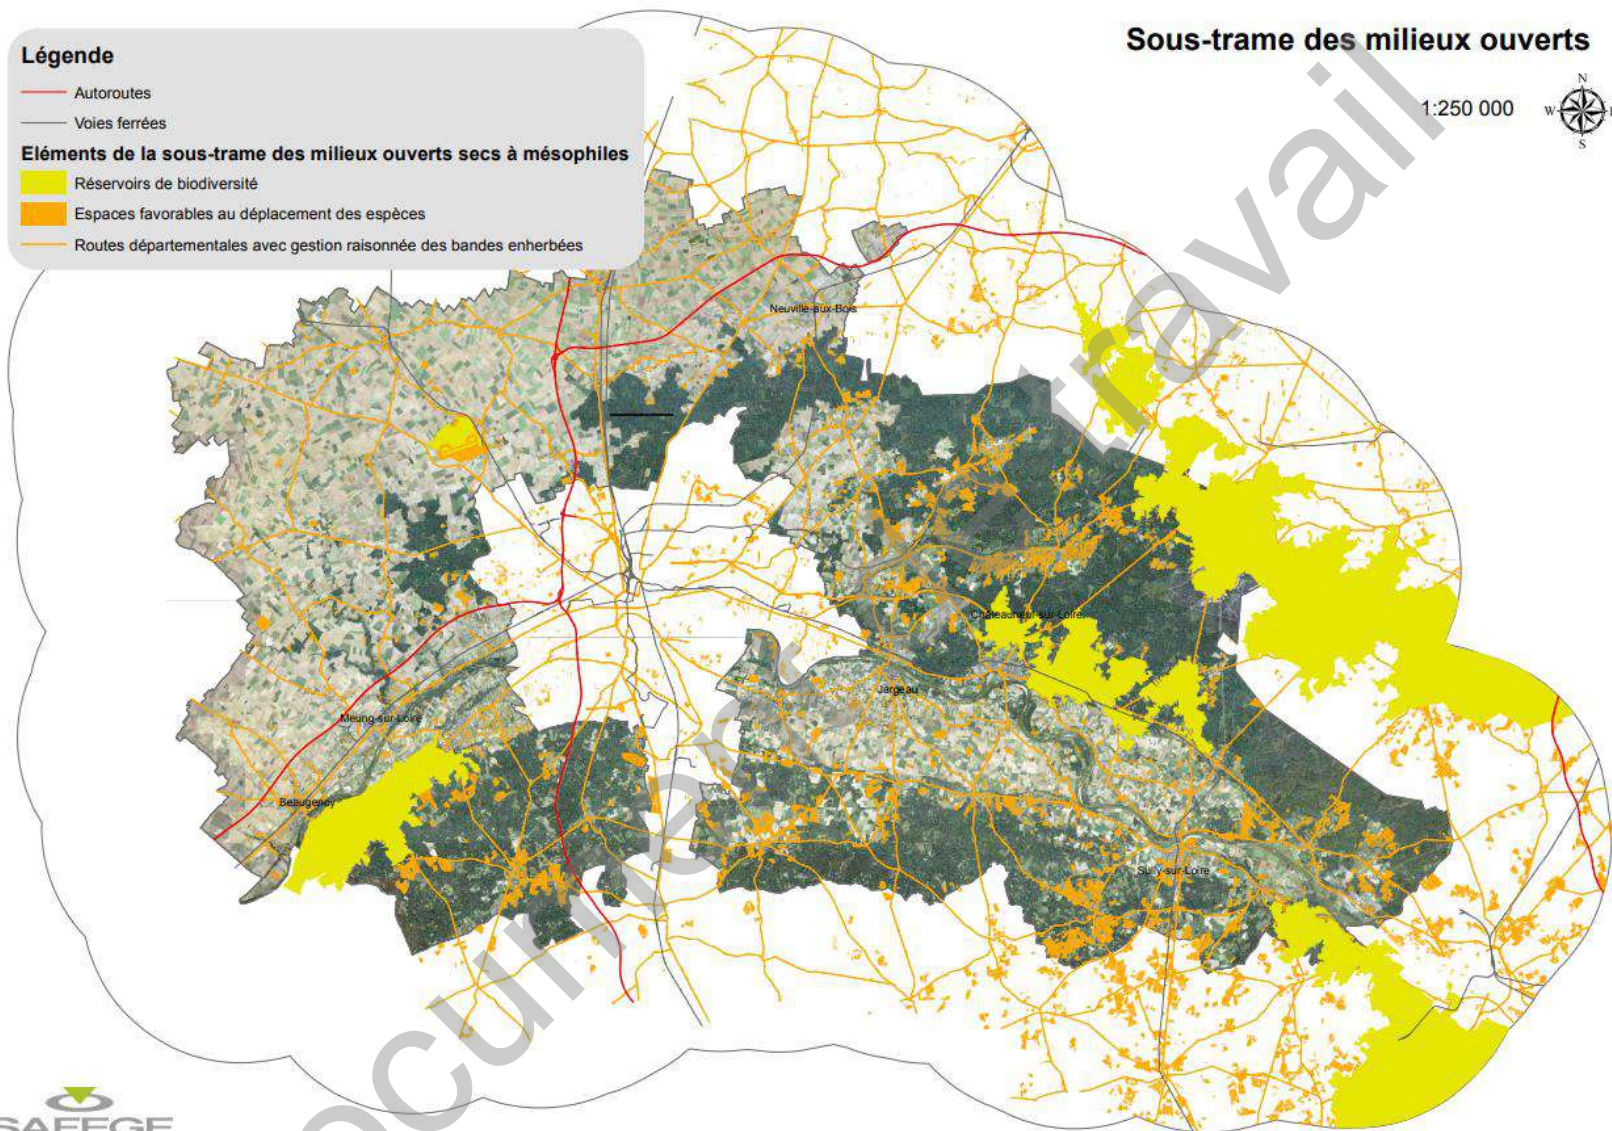 Sous-trame des milieux ouverts
1:250 000
N
W
S
Légende
Autoroutes
Voies ferrées
Eléments de la sous-trame des milieux ouverts secs à mésophiles
Réservoirs de biodiversité
Espaces favorables au déplacement des espèces
Routes départementales avec gestion raisonnée des bandes enherbées
Neuville-aux-Bois
Châteauneuf-sur-Loire
Jargeau
Meung-sur-Loire
Beaugency
Sully-sur-Loire
travail
SAFEGE